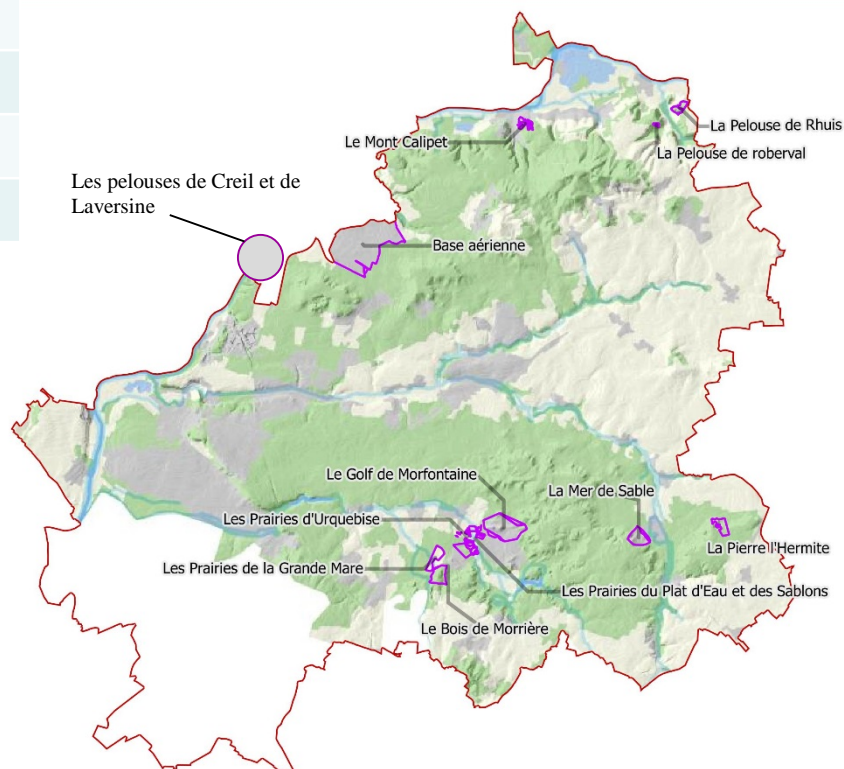 La Pelouse de Rhuis
Le Mont Calipet
La Pelouse de roberval
Les pelouses de Creil et de
Laversine
Base aérienne
Le Golf de Morfontaine
La Mer de Sable
Les Prairies d'Urquebise
La Pierre l'Hermite
Les Prairies de la Grande Mare
Les Prairies du Plat d'Eau et des Sablons
Le Bois de Morrière